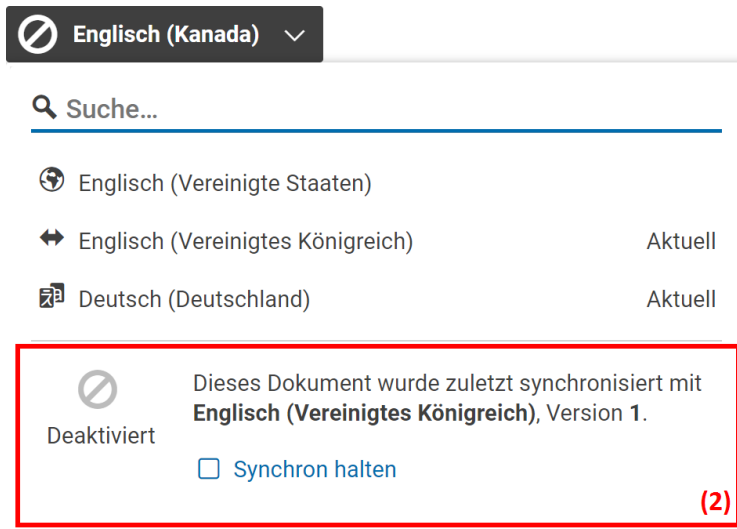 Englisch (Kanada)
Suche...
Englisch (Vereinigte Staaten)
Englisch (Vereinigtes Königreich) Aktuell
Deutsch (Deutschland) Aktuell
Dieses Dokument wurde zuletzt synchronisiert mit
Englisch (Vereinigtes Königreich), Version 1.
Deaktiviert
Synchron halten
(2)